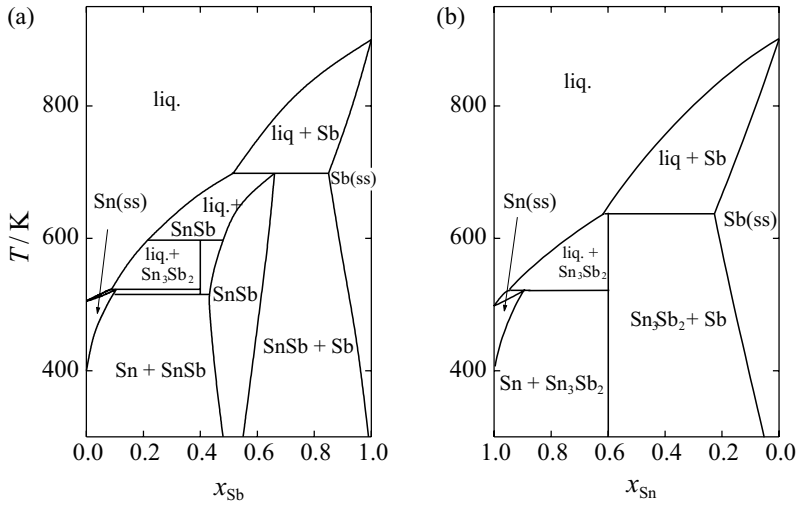 (a)
liq.
liq + Sb
Sb(ss)
Sn(ss)
liq.+
SnSb
liq.+
Sn₃Sb₂
SnSb
Sn + SnSb
SnSb + Sb
T / K
800
600
400
0.0 0.2 0.4 0.6 0.8 1.0
xSb
(b)
liq.
liq + Sb
Sn(ss)
Sb(ss)
liq. +
Sn₃Sb₂
Sn₃Sb₂ + Sb
Sn + Sn₃Sb₂
800
600
400
1.0 0.8 0.6 0.4 0.2 0.0
xSn